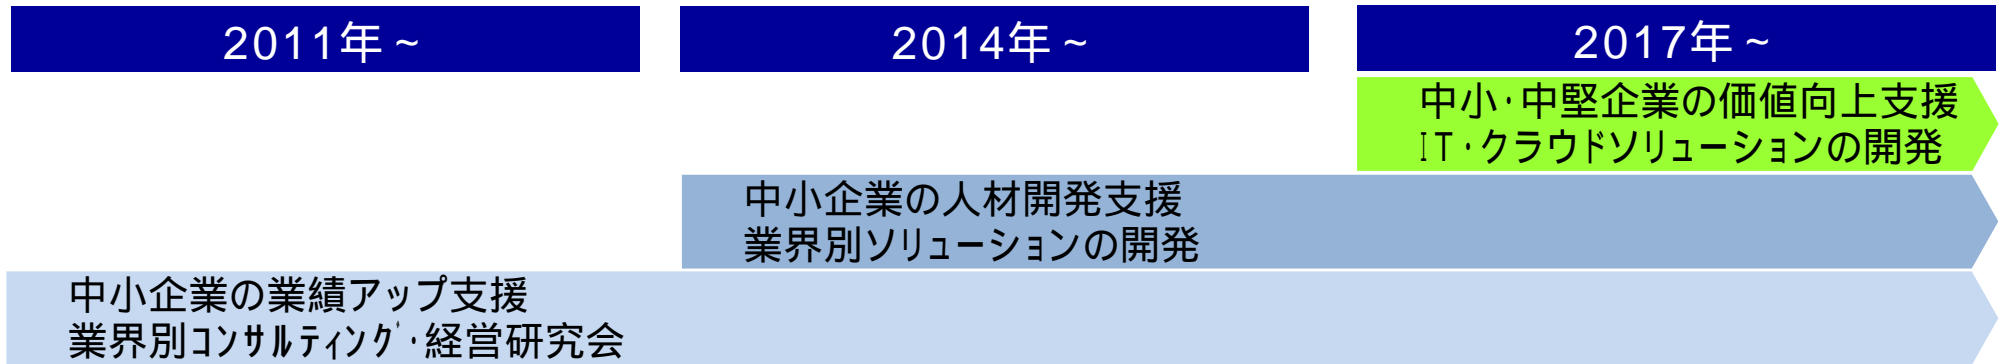 2011年～
2014年～
2017年～
中小･中堅企業の価値向上支援
IT･クラウドソリューションの開発
中小企業の人材開発支援
業界別ソリューションの開発
中小企業の業績アップ支援
業界別コンサルティング･経営研究会